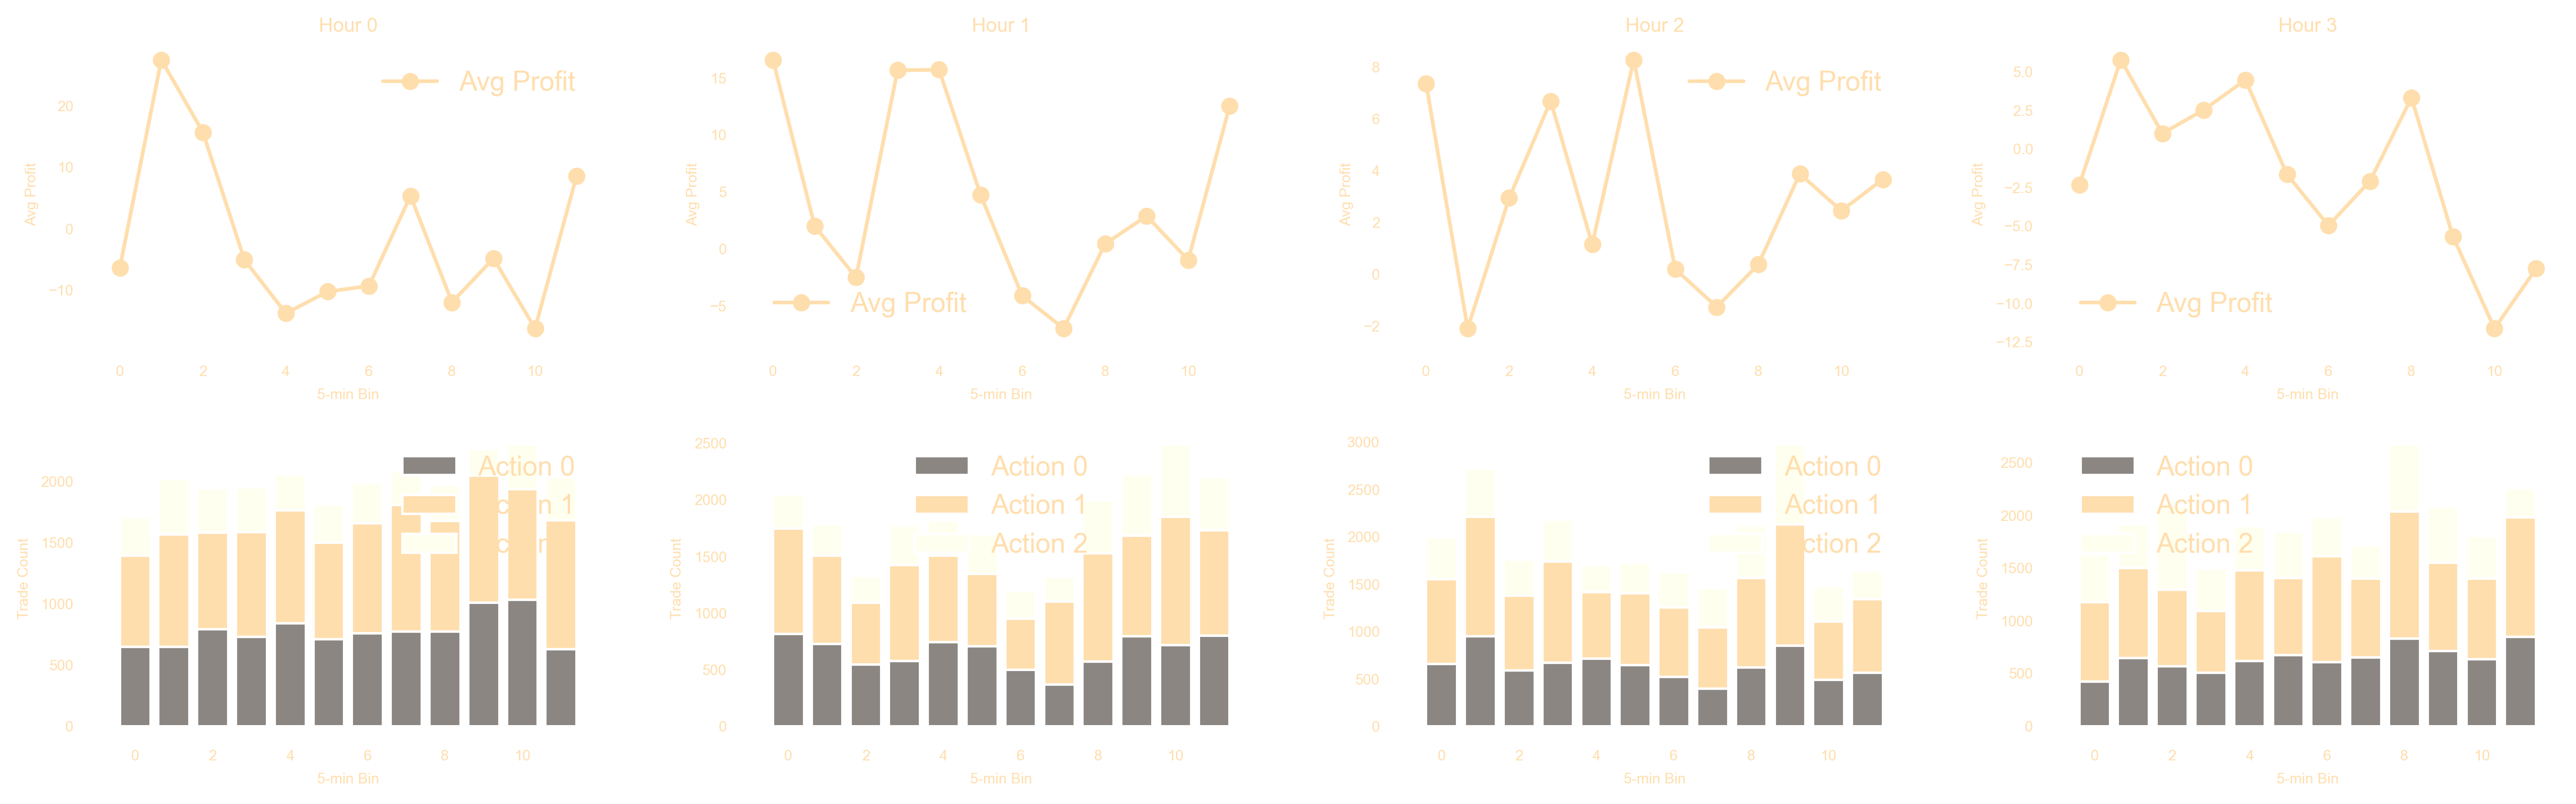 Hour 0
Avg Profit
Avg Profit
20
10
0
−10
0 2 4 6 8 10
5-min Bin
Hour 1
Avg Profit
Avg Profit
15
10
5
0
−5
0 2 4 6 8 10
5-min Bin
Hour 2
Avg Profit
Avg Profit
8
6
4
2
0
−2
0 2 4 6 8 10
5-min Bin
Hour 3
Avg Profit
Avg Profit
5.0
2.5
0.0
−2.5
−5.0
−7.5
−10.0
−12.5
0 2 4 6 8 10
5-min Bin
Trade Count
2000
1500
1000
500
0
Action 0
1
0 2 4 6 8 10
5-min Bin
Trade Count
2500
2000
1500
1000
500
0
Action 0
Action 1
Action 2
0 2 4 6 8 10
5-min Bin
Trade Count
3000
2500
2000
1500
1000
500
0
Action 0
Action 1
Action 2
0 2 4 6 8 10
5-min Bin
Trade Count
2500
2000
1500
1000
500
0
Action 0
Action 1
Action 2
0 2 4 6 8 10
5-min Bin